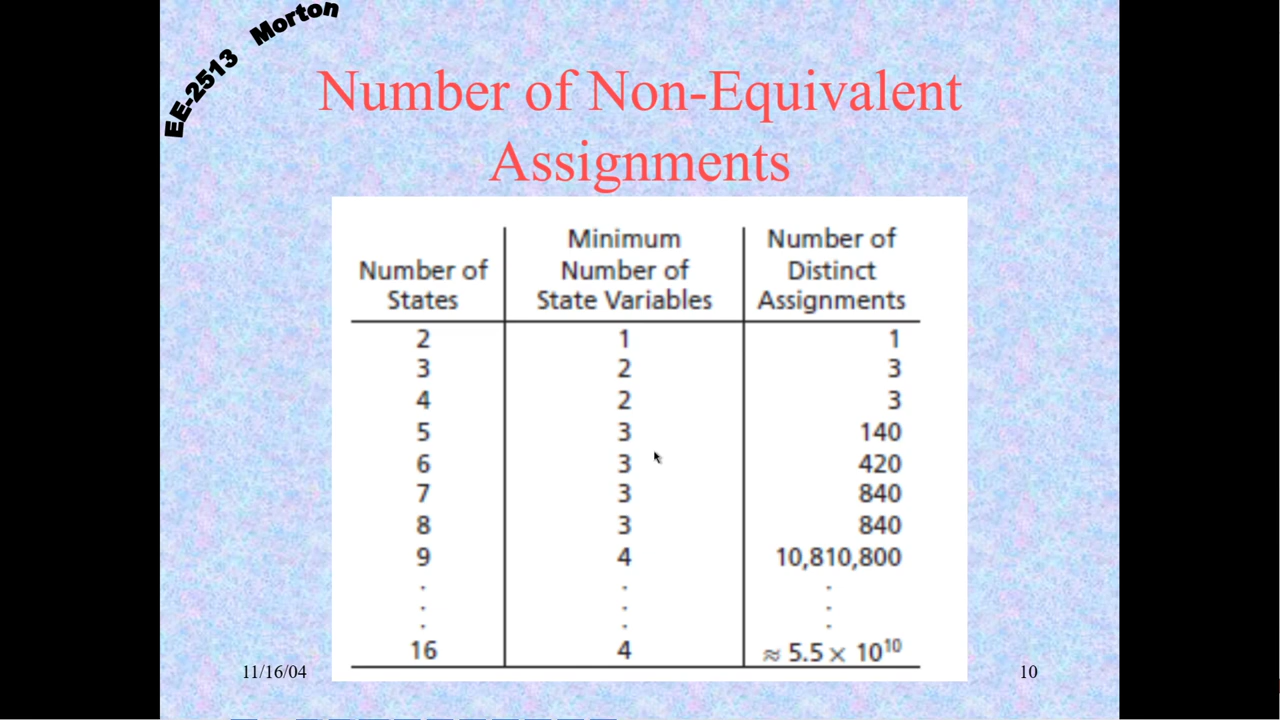 EE-2513 Morton
Number of Non-Equivalent
Assignments
Minimum Number of
Number of Number of Distinct
States State Variables Assignments
2 1 1
3 2 3
4 2 3
5 3 140
6 3 420
7 3 840
8 3 840
9 4 10,810,800
. . .
. . .
. . .
16 4 ≈ 5.5 × 10¹⁰
11/16/04 10